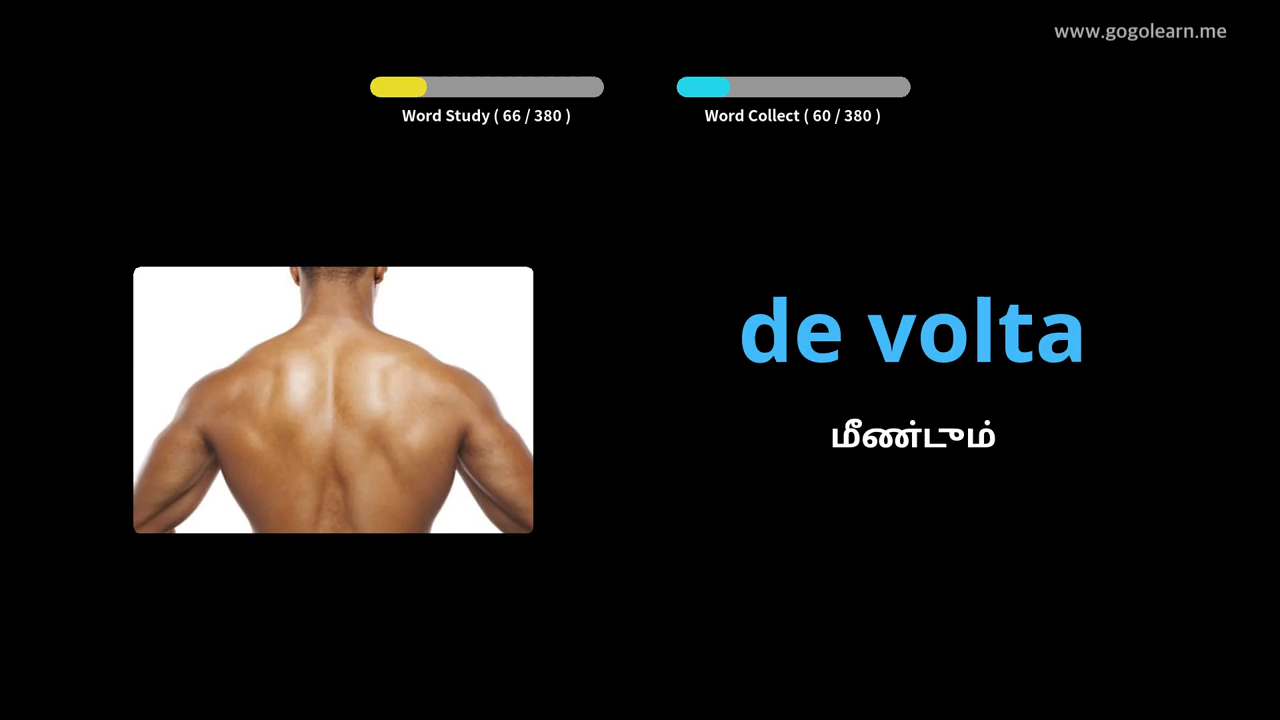 www.gogolearn.me
Word Study ( 66 / 380 )
Word Collect ( 60 / 380 )
de volta
மீண்டும்